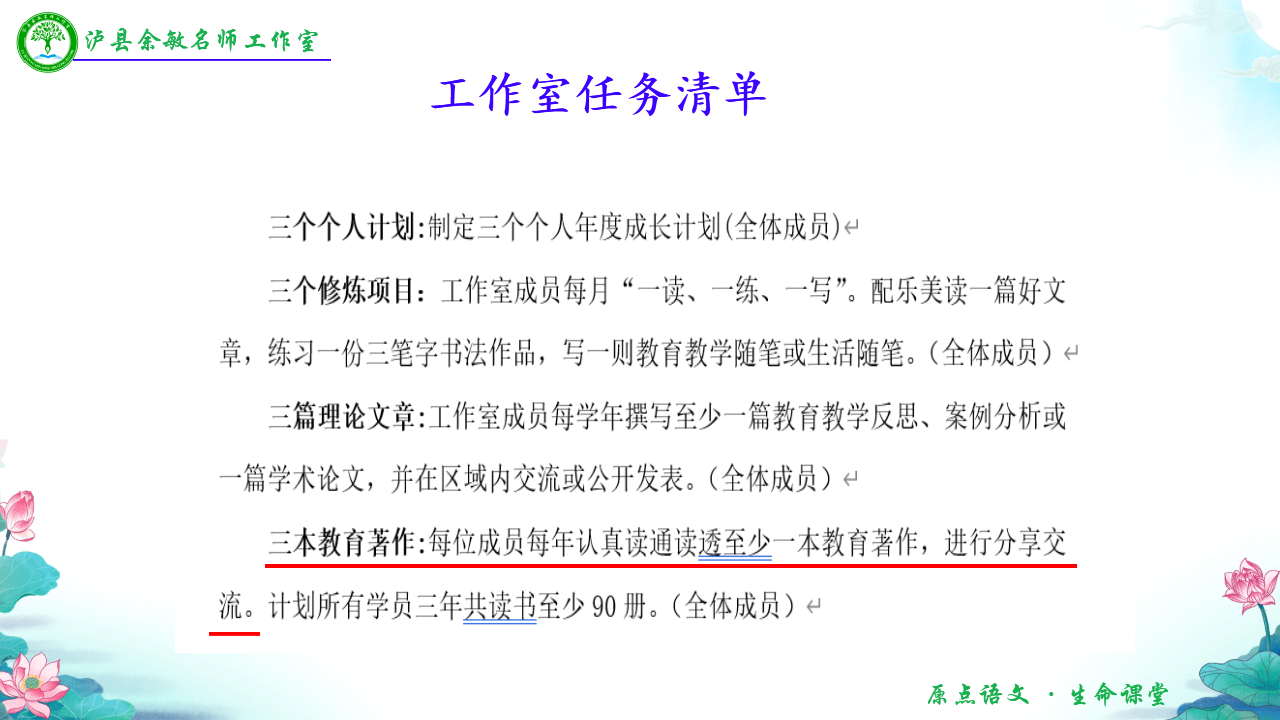 泸县余敏名师工作室
工作室任务清单
三个个人计划:制定三个个人年度成长计划(全体成员)↵
三个修炼项目：工作室成员每月“一读、一练、一写”。配乐美读一篇好文
章，练习一份三笔字书法作品，写一则教育教学随笔或生活随笔。（全体成员）↵
三篇理论文章:工作室成员每学年撰写至少一篇教育教学反思、案例分析或
一篇学术论文，并在区域内交流或公开发表。（全体成员）↵
三本教育著作:每位成员每年认真读通读透至少一本教育著作，进行分享交
流。计划所有学员三年共读书至少 90 册。（全体成员）↵
原点语文 · 生命课堂